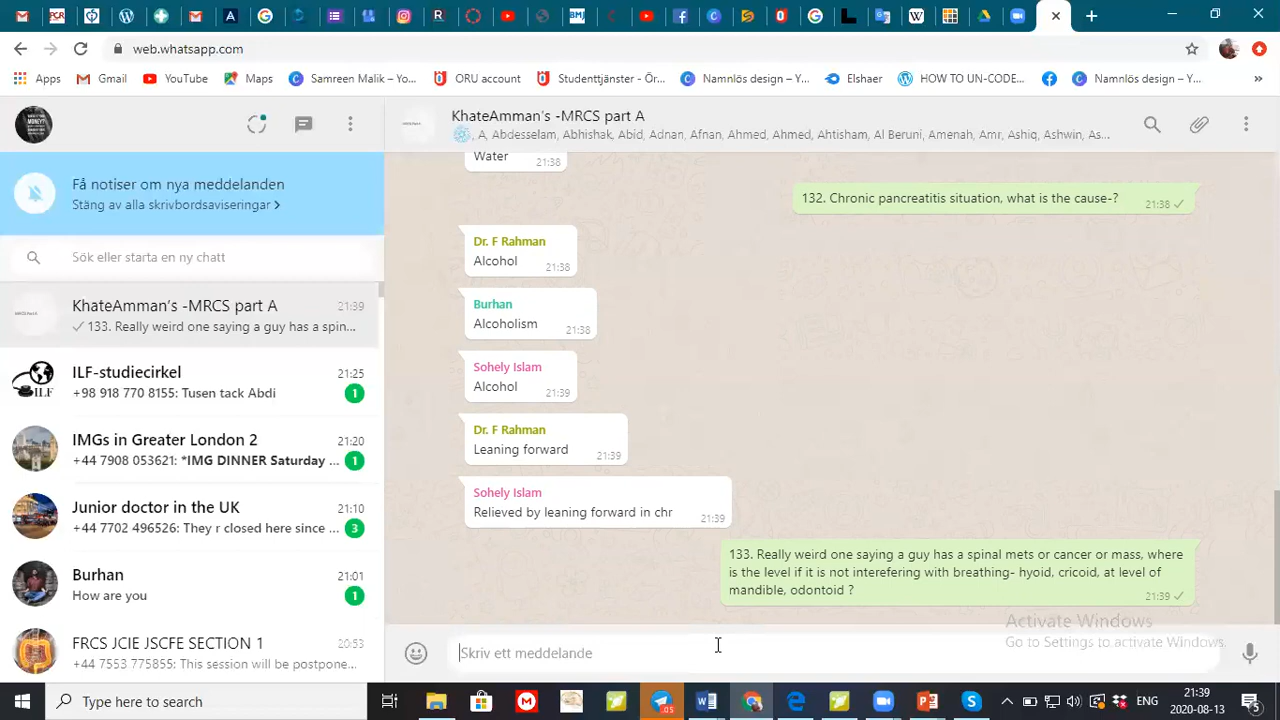 web.whatsapp.com
Apps
Gmail
YouTube
Maps
Samreen Malik – Yo...
ORU account
Studenttjänster - Ör...
Namnlös design – Y...
Elshaer
HOW TO UN-CODE...
Namnlös design – Y...
»
KhateAmman's -MRCS part A
A. Abdesselam, Abhishak, Abid, Adnan, Afnan, Ahmed, Ahmed, Ahtisham, Al Beruni, Amenah, Amr, Ashiq, Ashwin, As...
Få notiser om nya meddelanden
Stäng av alla skrivbordsaviseringar
Sök eller starta en ny chatt
KhateAmman's -MRCS part A
21:39
133. Really weird one saying a guy has a spin...
ILF-studiecirkel
21:25
+98 918 770 8155: Tusen tack Abdi
1
IMGs in Greater London 2
21:20
+44 7908 053621: *IMG DINNER Saturday ...
1
Junior doctor in the UK
21:10
+44 7702 496526: They r closed here since ...
3
Burhan
21:01
How are you
1
FRCS JCIE JSCFE SECTION 1
20:53
+44 7553 775855: This session will be postpone...
Water
21:38
132. Chronic pancreatitis situation, what is the cause-?
21:38
Dr. F Rahman
Alcohol
21:38
Burhan
Alcoholism
21:38
Sohely Islam
Alcohol
21:39
Dr. F Rahman
Leaning forward
21:39
Sohely Islam
Relieved by leaning forward in chr
21:39
133. Really weird one saying a guy has a spinal mets or cancer or mass, where
is the level if it is not interefering with breathing- hyoid, cricoid, at level of
mandible, odontoid ?
21:39
Activate Windows
Go to Settings to activate Windows.
Skriv ett meddelande
Type here to search
ENG
21:39
2020-08-13